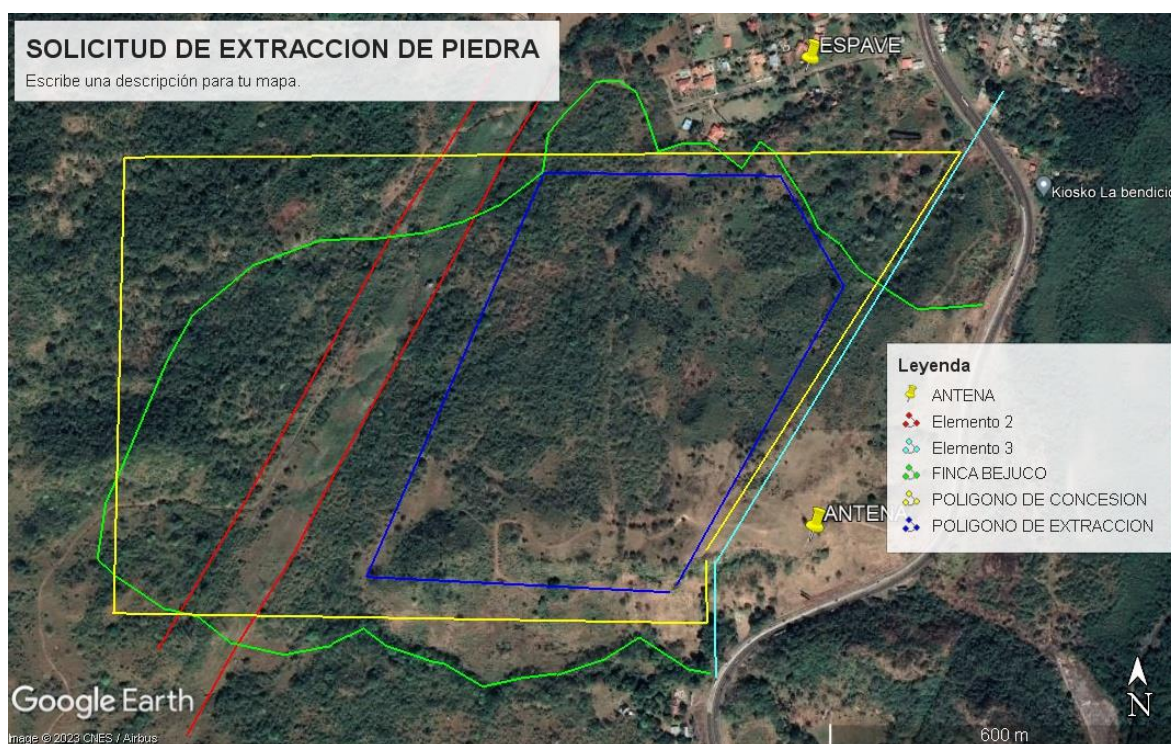 SOLICITUD DE EXTRACCION DE PIEDRA
Escribe una descripción para tu mapa.
ESPAVE
Kiosko La bendicio
Leyenda
ANTENA
Elemento 2
Elemento 3
FINCA BEJUCO
POLIGONO DE CONCESION
POLIGONO DE EXTRACCION
ANTENA
Google Earth
Image © 2023 CNES / Airbus
N
600 m